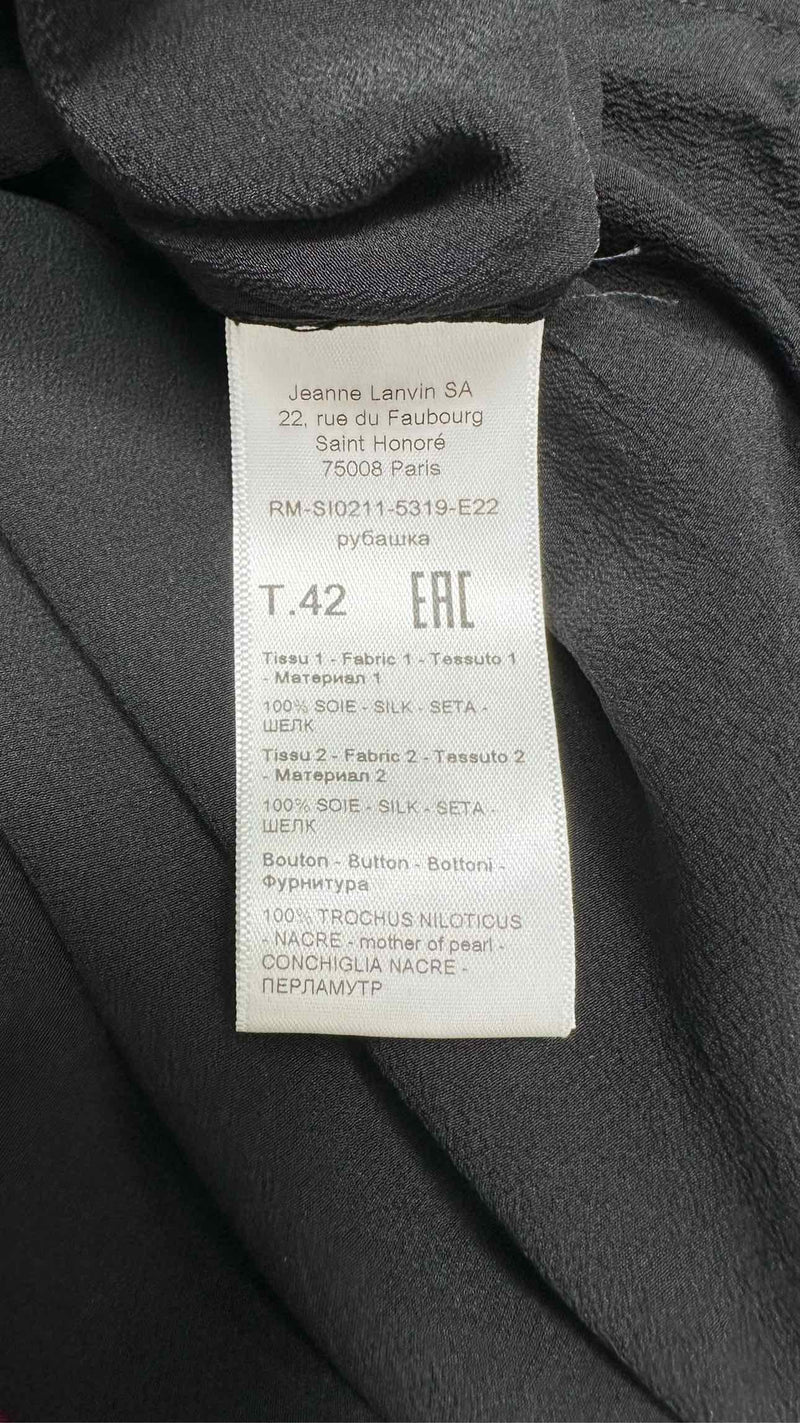 Jeanne Lanvin SA
22, rue du Faubourg
Saint Honoré
75008 Paris
RM-SI0211-5319-E22
рубашка
T.42 EAC
Tissu 1 - Fabric 1 - Tessuto 1
- Материал 1
100% SOIE - SILK - SETA -
ШЕЛК
Tissu 2 - Fabric 2 - Tessuto 2
- Материал 2
100% SOIE - SILK - SETA -
ШЕЛК
Bouton - Button - Bottoni -
Фурнитура
100% TROCHUS NILOTICUS
- NACRE - mother of pearl -
CONCHIGLIA NACRE -
ПЕРЛАМУТР